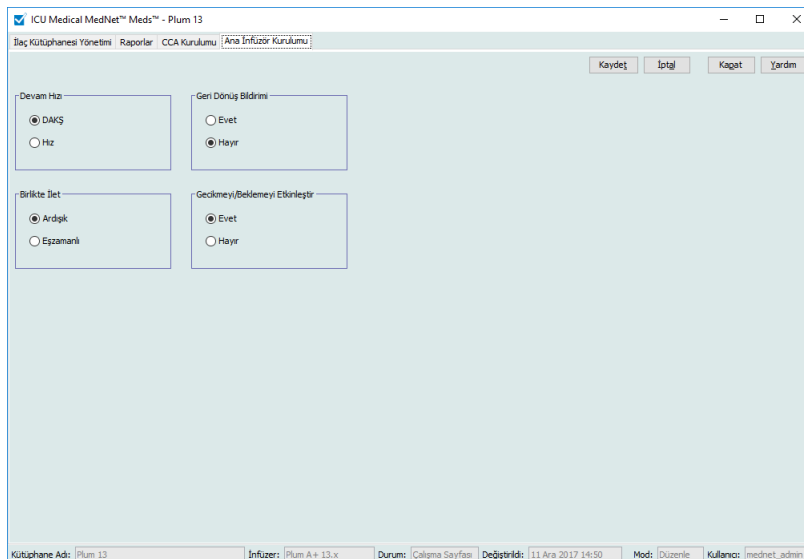 ICU Medical MedNet™ Meds™ - Plum 13
İlaç Kütüphanesi Yönetimi Raporlar CCA Kurulumu Ana İnfüzör Kurulumu
Kaydet İptal Kapat Yardım
Devam Hızı Geri Dönüş Bildirimi
DAKŞ Evet
Hız Hayır
Birlikte İlet Gecikmeyi/Beklemeyi Etkinleştir
Ardışık Evet
Eşzamanlı Hayır
Kütüphane Adı: Plum 13 İnfüzer: Plum A+ 13.x Durum: Çalışma Sayfası Değiştirildi: 11 Ara 2017 14:50 Mod: Düzenle Kullanıcı: mednet_admin